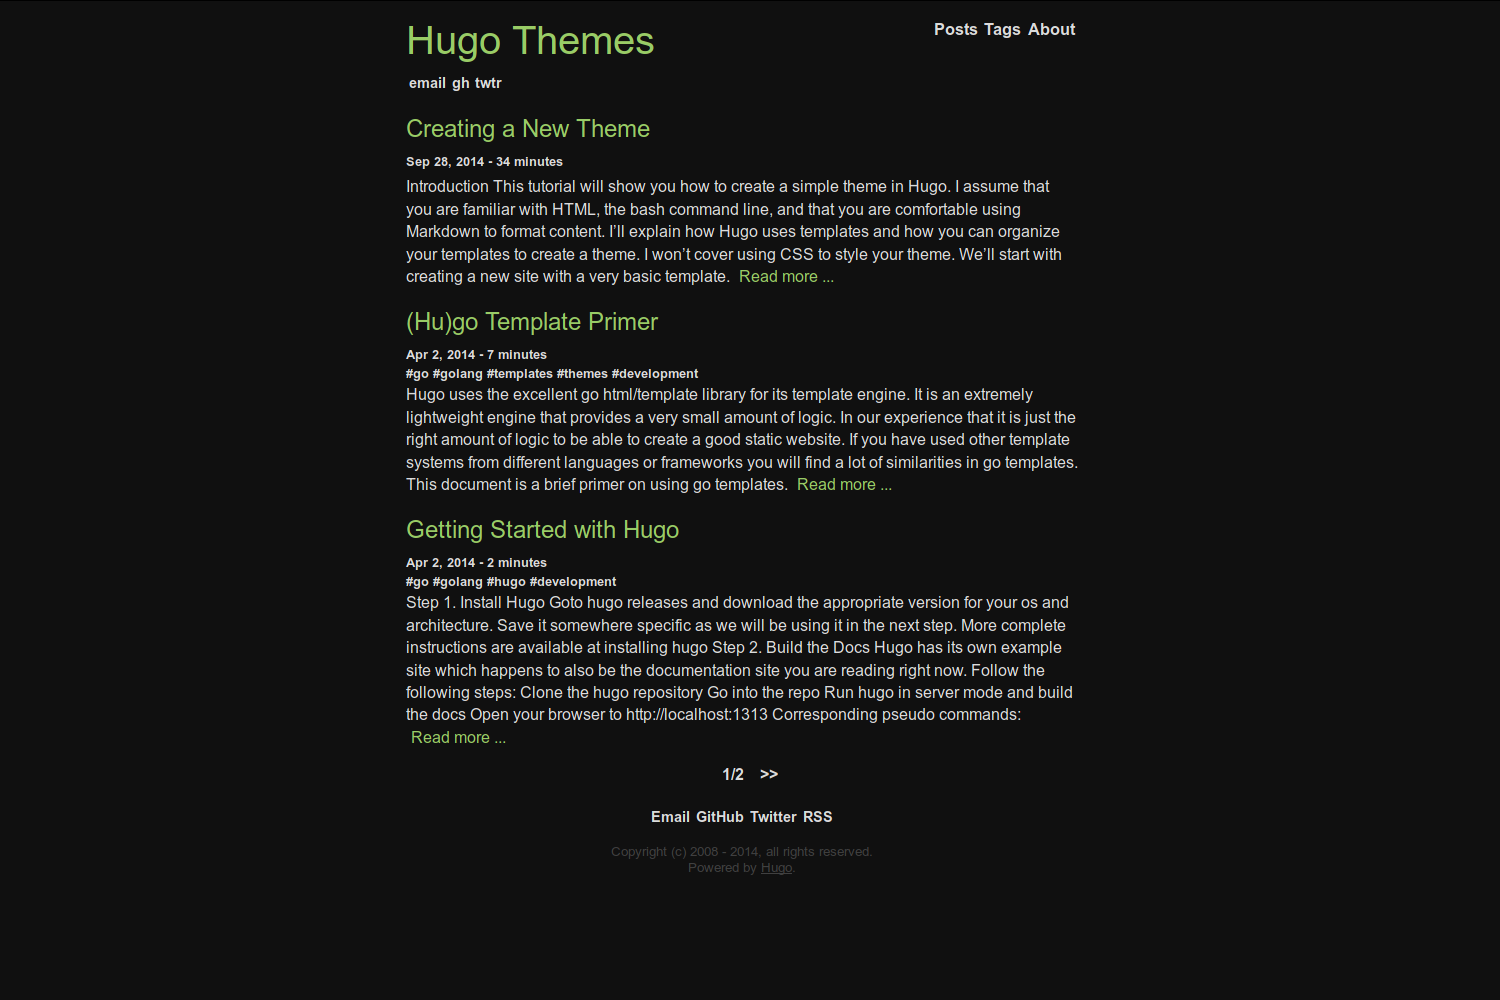 Hugo Themes
Posts Tags About
email gh twtr
Creating a New Theme
Sep 28, 2014 - 34 minutes
Introduction This tutorial will show you how to create a simple theme in Hugo. I assume that
you are familiar with HTML, the bash command line, and that you are comfortable using
Markdown to format content. I’ll explain how Hugo uses templates and how you can organize
your templates to create a theme. I won’t cover using CSS to style your theme. We’ll start with
creating a new site with a very basic template. Read more ...
(Hu)go Template Primer
Apr 2, 2014 - 7 minutes
#go #golang #templates #themes #development
Hugo uses the excellent go html/template library for its template engine. It is an extremely
lightweight engine that provides a very small amount of logic. In our experience that it is just the
right amount of logic to be able to create a good static website. If you have used other template
systems from different languages or frameworks you will find a lot of similarities in go templates.
This document is a brief primer on using go templates. Read more ...
Getting Started with Hugo
Apr 2, 2014 - 2 minutes
#go #golang #hugo #development
Step 1. Install Hugo Goto hugo releases and download the appropriate version for your os and
architecture. Save it somewhere specific as we will be using it in the next step. More complete
instructions are available at installing hugo Step 2. Build the Docs Hugo has its own example
site which happens to also be the documentation site you are reading right now. Follow the
following steps: Clone the hugo repository Go into the repo Run hugo in server mode and build
the docs Open your browser to http://localhost:1313 Corresponding pseudo commands:
Read more ...
1/2 >>
Email GitHub Twitter RSS
Copyright (c) 2008 - 2014, all rights reserved.
Powered by Hugo.